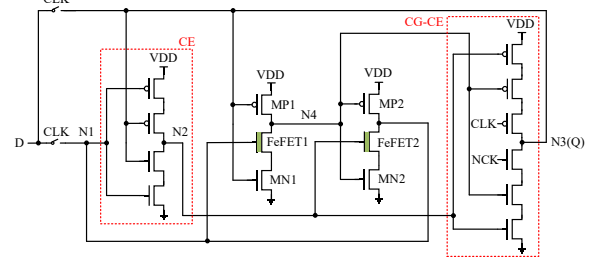 CLK
CE
CG-CE
VDD
VDD
VDD
VDD
MP1
N4
MP2
CLK
D
CLK
N1
N2
FeFET1
FeFET2
N3(Q)
NCK
MN1
MN2